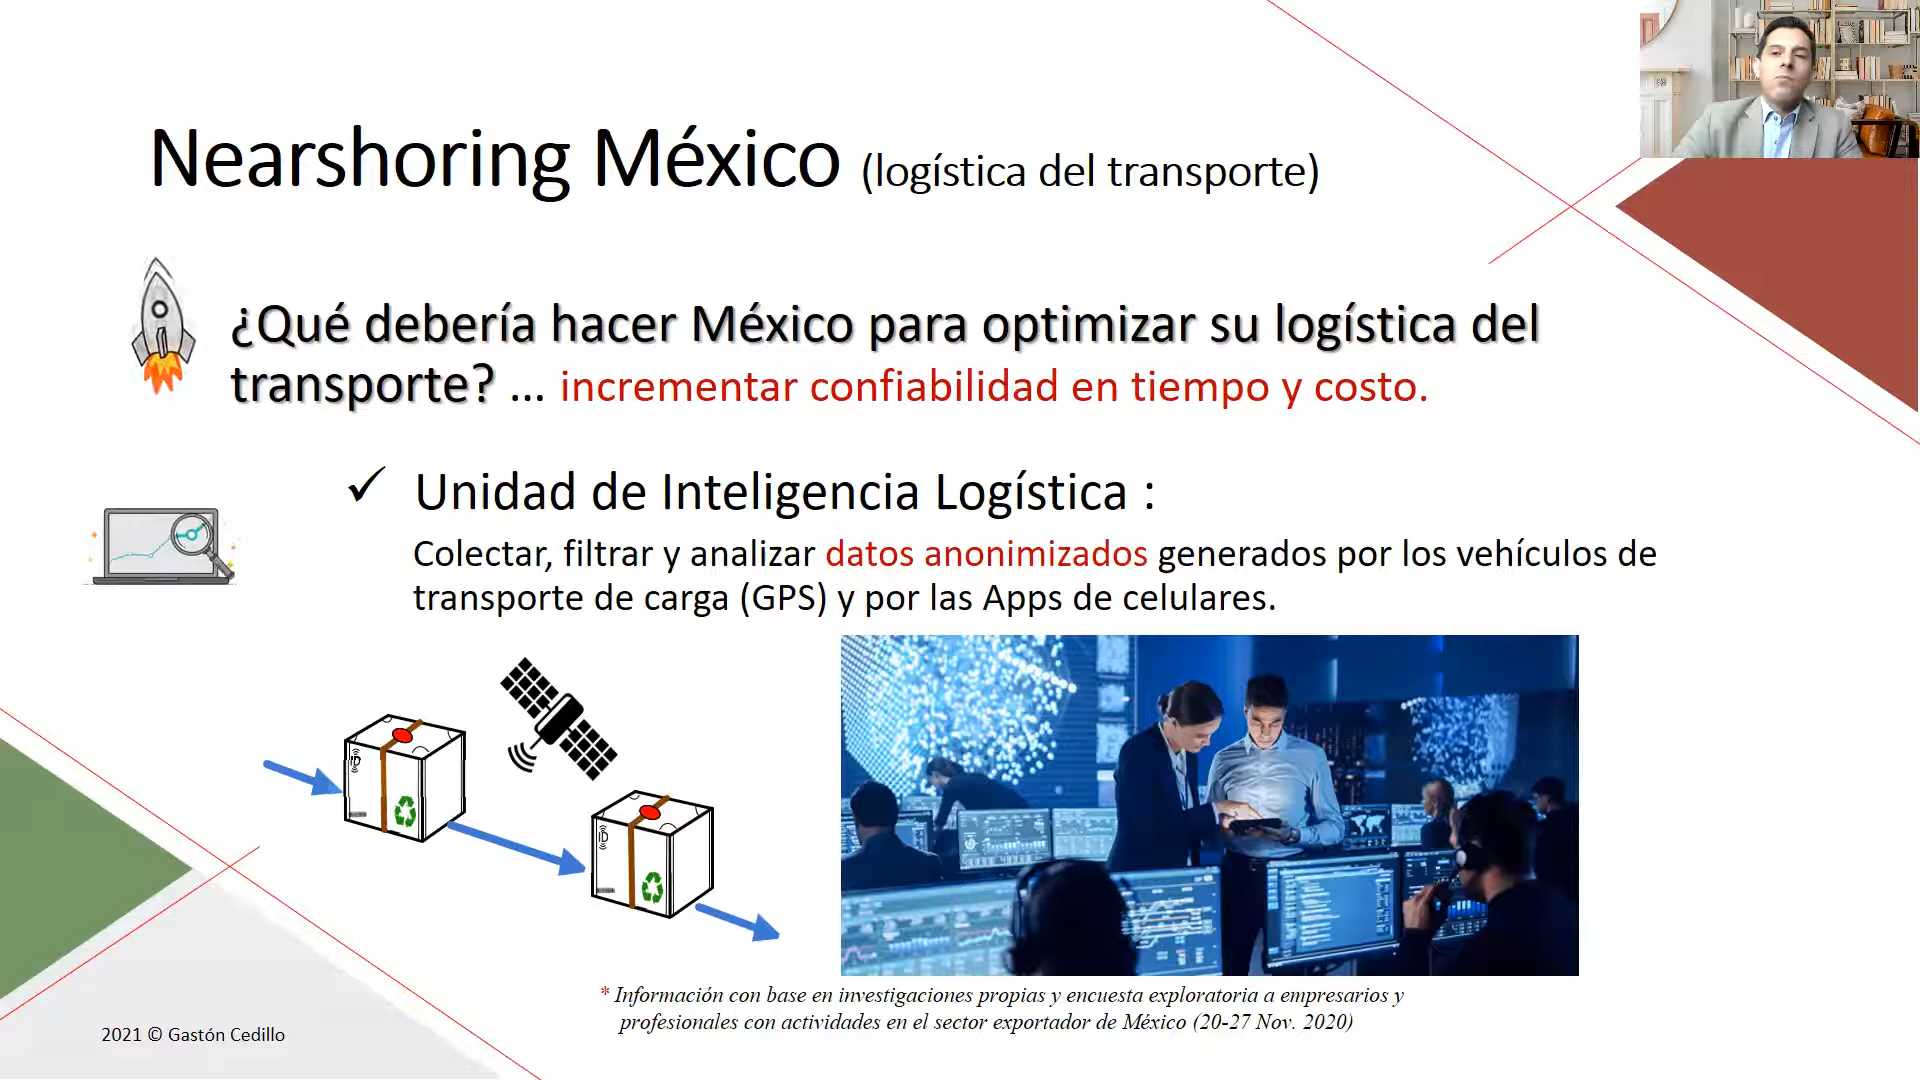 Nearshoring México (logística del transporte)
¿Qué debería hacer México para optimizar su logística del
transporte? ... incrementar confiabilidad en tiempo y costo.
✓ Unidad de Inteligencia Logística :
Colectar, filtrar y analizar datos anonimizados generados por los vehículos de
transporte de carga (GPS) y por las Apps de celulares.
ID
ID
* Información con base en investigaciones propias y encuesta exploratoria a empresarios y
profesionales con actividades en el sector exportador de México (20-27 Nov. 2020)
2021 © Gastón Cedillo